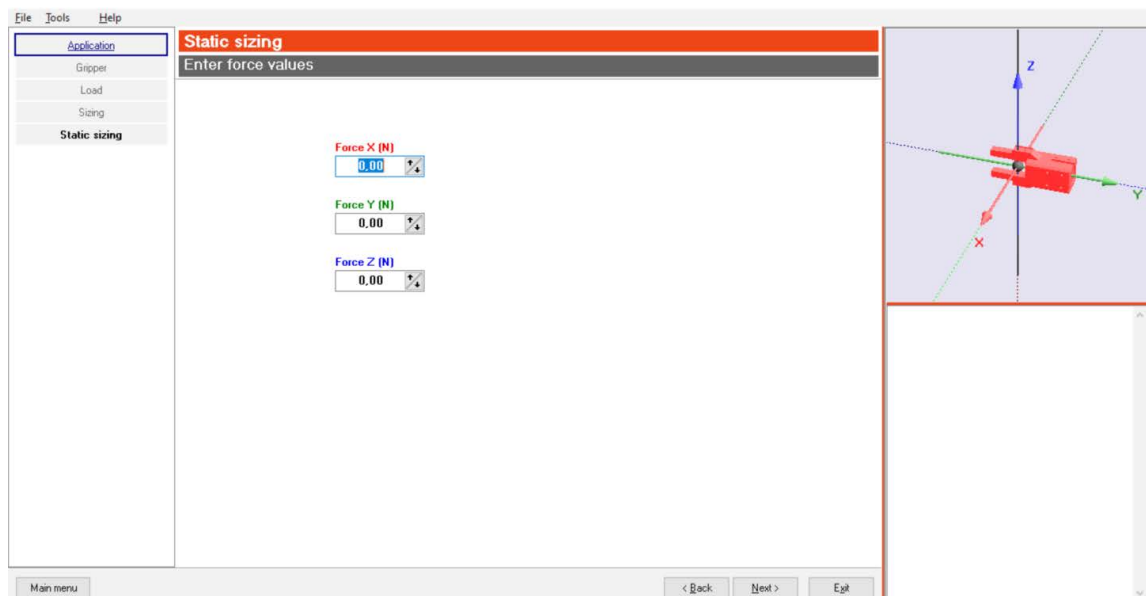 File Tools Help
Application
Gripper
Load
Sizing
Static sizing
Static sizing
Enter force values
Force X (N)
0,00
Force Y (N)
0,00
Force Z (N)
0,00
Z
Y
X
Main menu
< Back Next > Exit